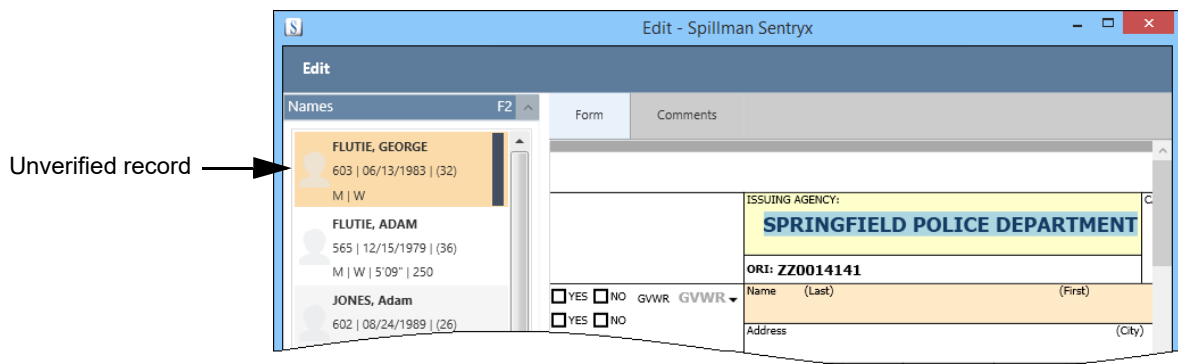 S
Edit - Spillman Sentryx
Edit
Names F2
Form Comments
Unverified record
FLUTIE, GEORGE
603 | 06/13/1983 | (32)
M | W
FLUTIE, ADAM
565 | 12/15/1979 | (36)
M | W | 5'09" | 250
JONES, Adam
602 | 08/24/1989 | (26)
ISSUING AGENCY:
SPRINGFIELD POLICE DEPARTMENT
ORI: ZZ0014141
YES NO GVWR GVWR
YES NO
Name (Last) (First)
Address (City)